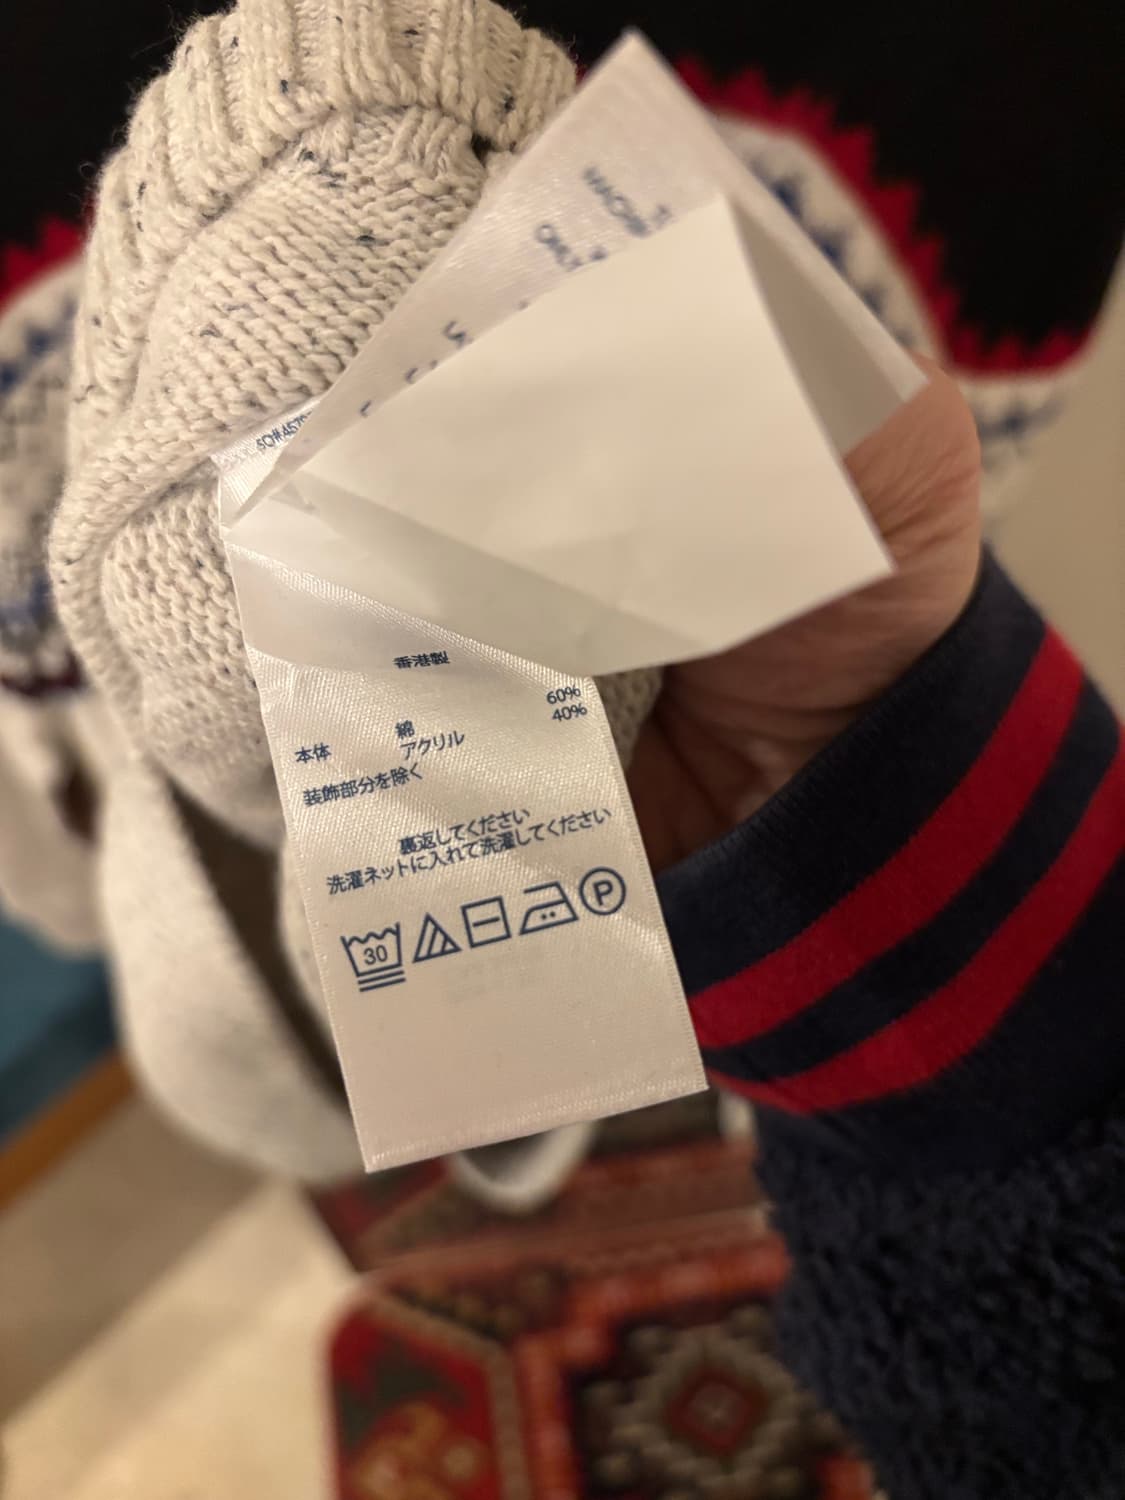 香港製
本体 綿 60%
アクリル 40%
装飾部分を除く
裏返してください
洗濯ネットに入れて洗濯してください
30
P